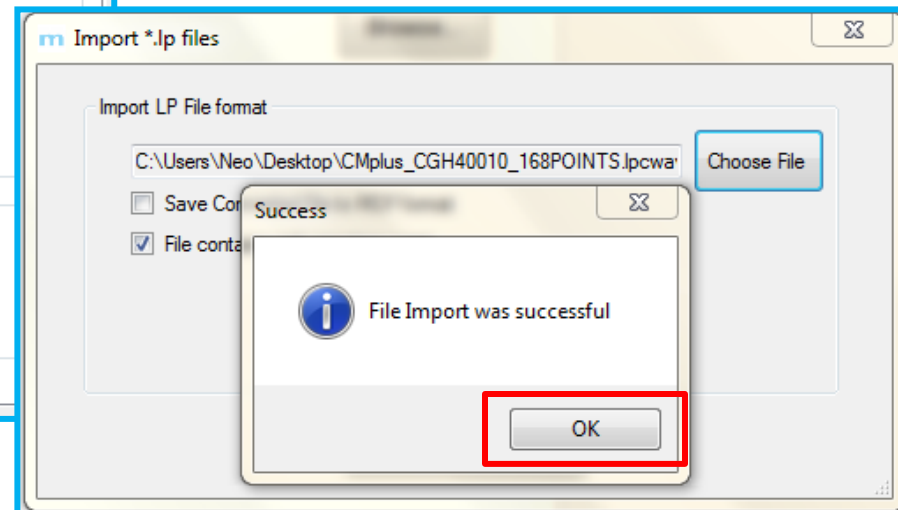 m Import *.lp files
Import LP File format
C:\Users\Neo\Desktop\CMplus_CGH40010_168POINTS.lpcwa
Choose File
Save Co
Success
File conta
File Import was successful
OK